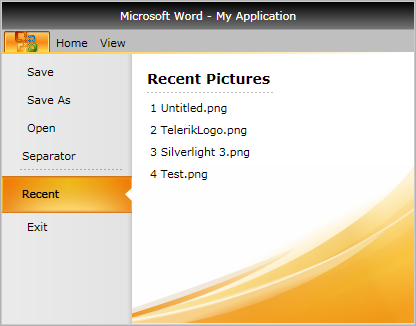 Microsoft Word - My Application
Home View
Save
Save As
Open
Separator
Recent
Exit
Recent Pictures
1 Untitled.png
2 TelerikLogo.png
3 Silverlight 3.png
4 Test.png